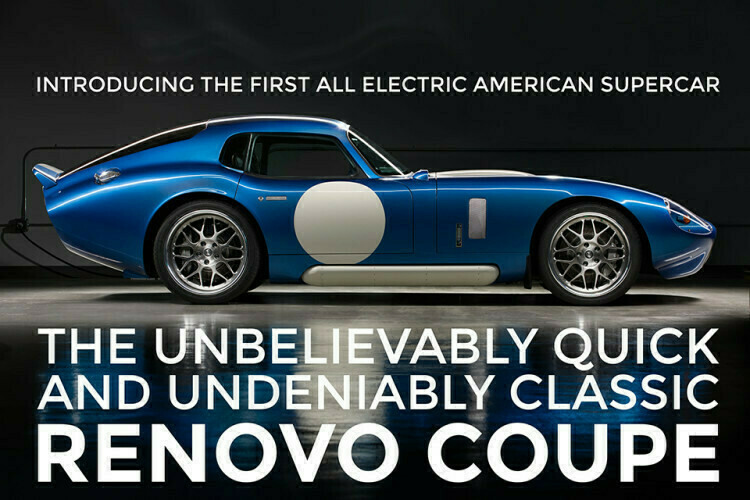 INTRODUCING THE FIRST ALL ELECTRIC AMERICAN SUPERCAR
THE UNBELIEVABLY QUICK
AND UNDENIABLY CLASSIC
RENOVO COUPE